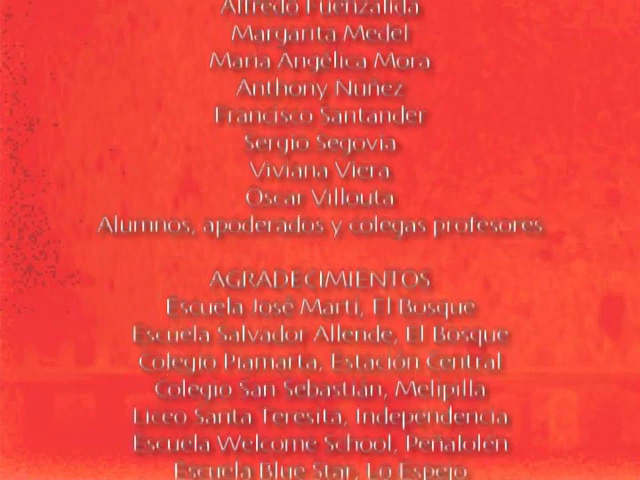 Alfredo Fuenzalida
Margarita Medel
María Angélica Mora
Anthony Nuñez
Francisco Santander
Sergio Segovia
Viviana Viera
Oscar Villouta
Alumnos, apoderados y colegas profesores
AGRADECIMIENTOS
Escuela José Martí, El Bosque
Escuela Salvador Allende, El Bosque
Colegio Piamarta, Estación Central
Colegio San Sebastián, Melipilla
Liceo Santa Teresita, Independencia
Escuela Welcome School, Peñalolén
Escuela Blue Star, Lo Espejo